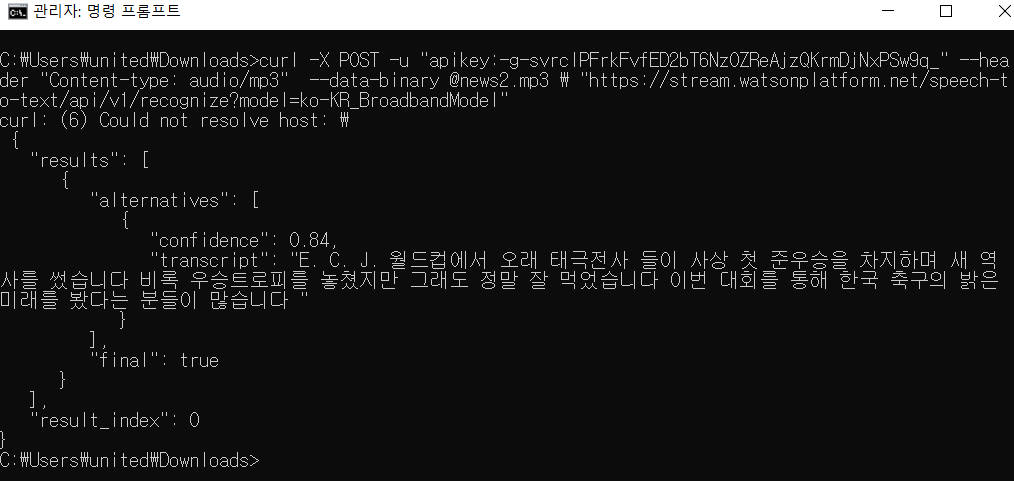 관리자: 명령 프롬프트
C:₩Users₩united₩Downloads>curl -X POST -u "apikey:-g-svrclPFrkFvfED2bT6NzOZReAjzQKrmDjNxPSw9q_" --hea
der "Content-type: audio/mp3"  --data-binary @news2.mp3 ₩ "https://stream.watsonplatform.net/speech-t
o-text/api/v1/recognize?model=ko-KR_BroadbandModel"
curl: (6) Could not resolve host: ₩
{
"results": [
{
"alternatives": [
{
"confidence": 0.84,
"transcript": "E. C. J. 월드컵에서 오래 태극전사 들이 사상 첫 준우승을 차지하며 새 역
사를 썼습니다 비록 우승트로피를 놓쳤지만 그래도 정말 잘 먹었습니다 이번 대회를 통해 한국 축구의 밝은
미래를 봤다는 분들이 많습니다 "
}
],
"final": true
}
],
"result_index": 0
}
C:₩Users₩united₩Downloads>